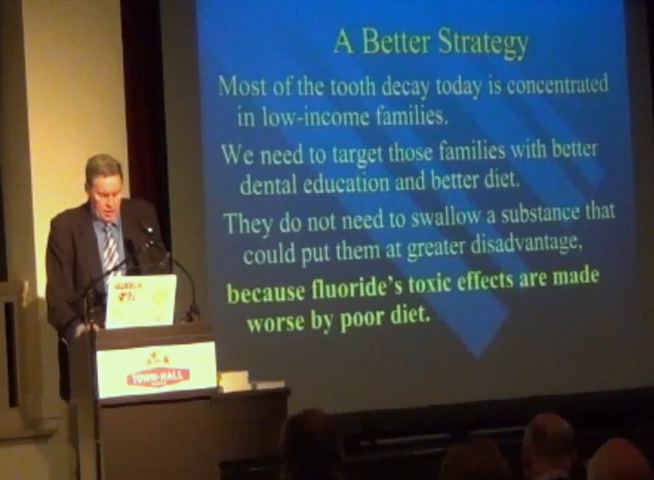 A Better Strategy
Most of the tooth decay today is concentrated
in low-income families.
We need to target those families with better
dental education and better diet.
They do not need to swallow a substance that
could put them at greater disadvantage,
because fluoride's toxic effects are made
worse by poor diet.
TOWN-HALL